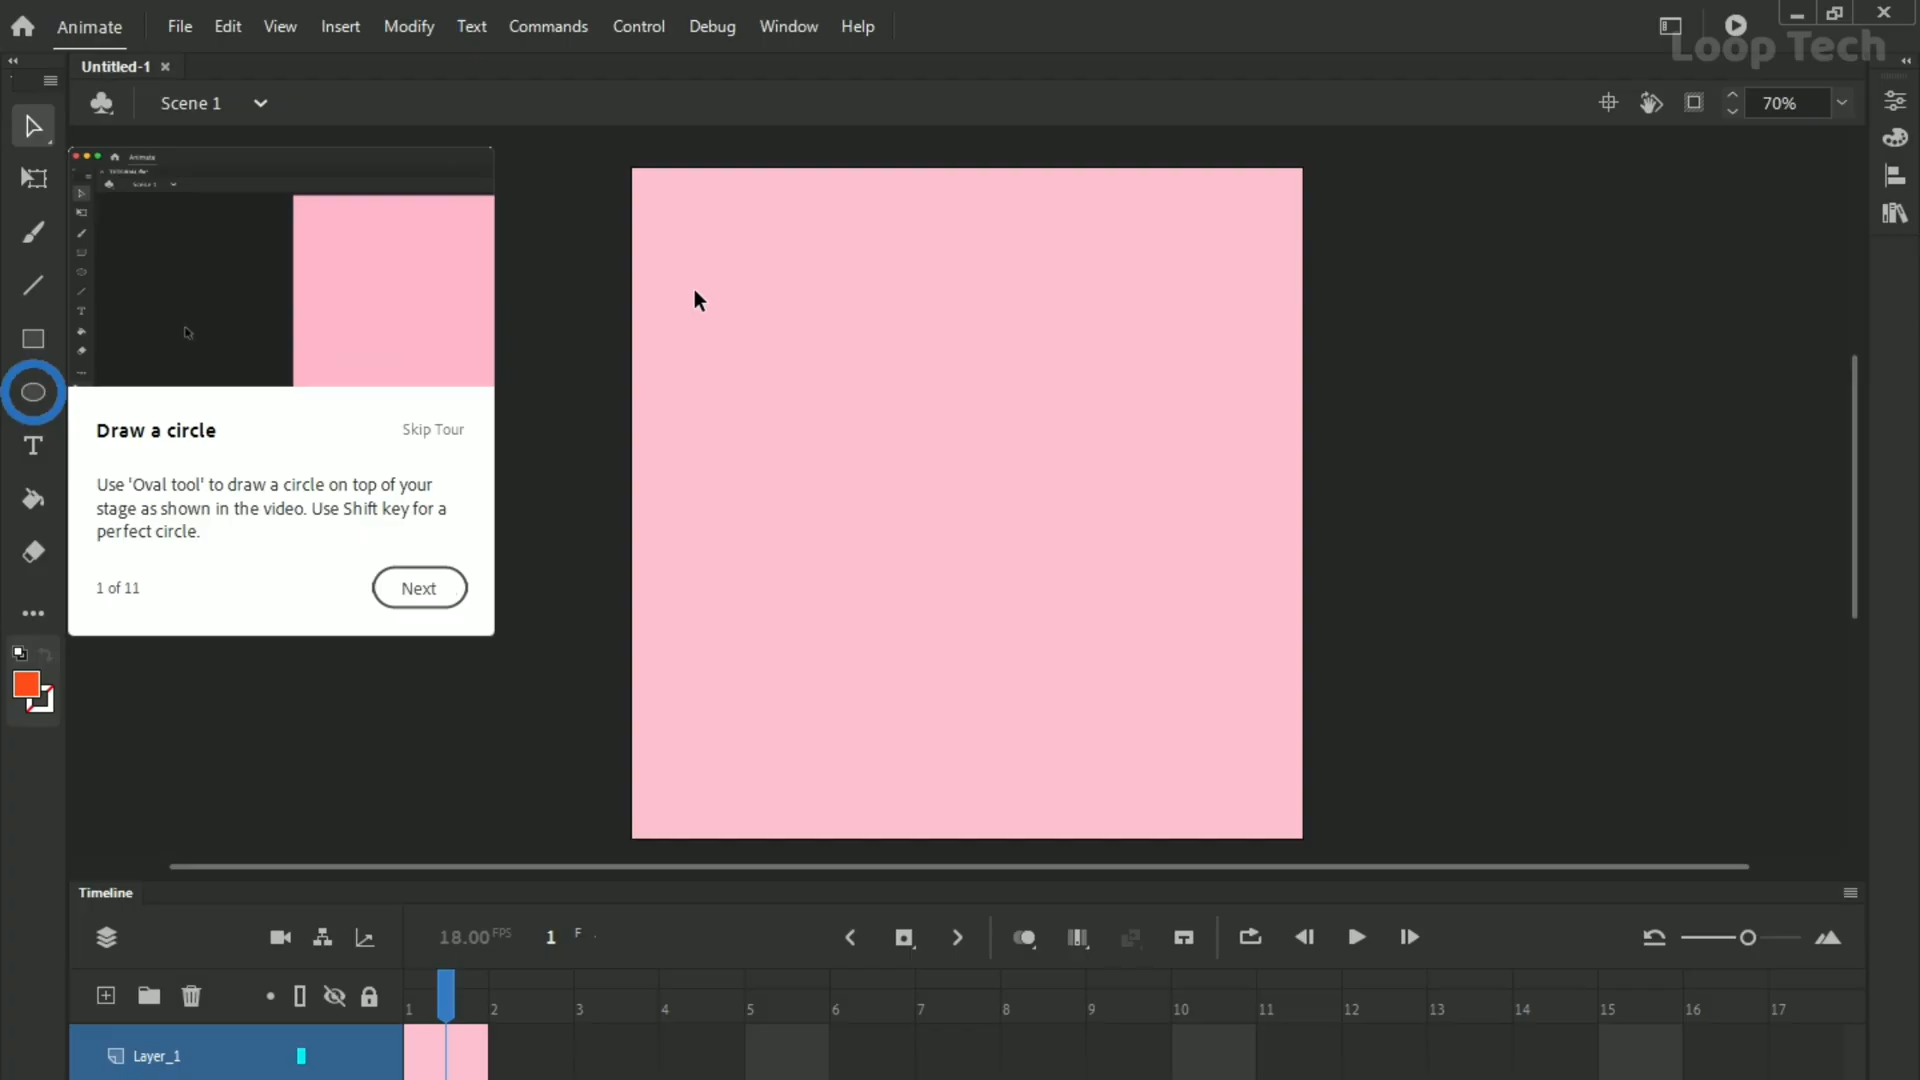 Animate
File Edit View Insert Modify Text Commands Control Debug Window Help
Loop Tech
Untitled-1
Scene 1
70%
Animate
Scene 1
Draw a circle
Skip Tour
Use 'Oval tool' to draw a circle on top of your
stage as shown in the video. Use Shift key for a
perfect circle.
1 of 11
Next
Timeline
18.00 FPS 1 F
1 2 3 4 5 6 7 8 9 10 11 12 13 14 15 16 17
Layer_1